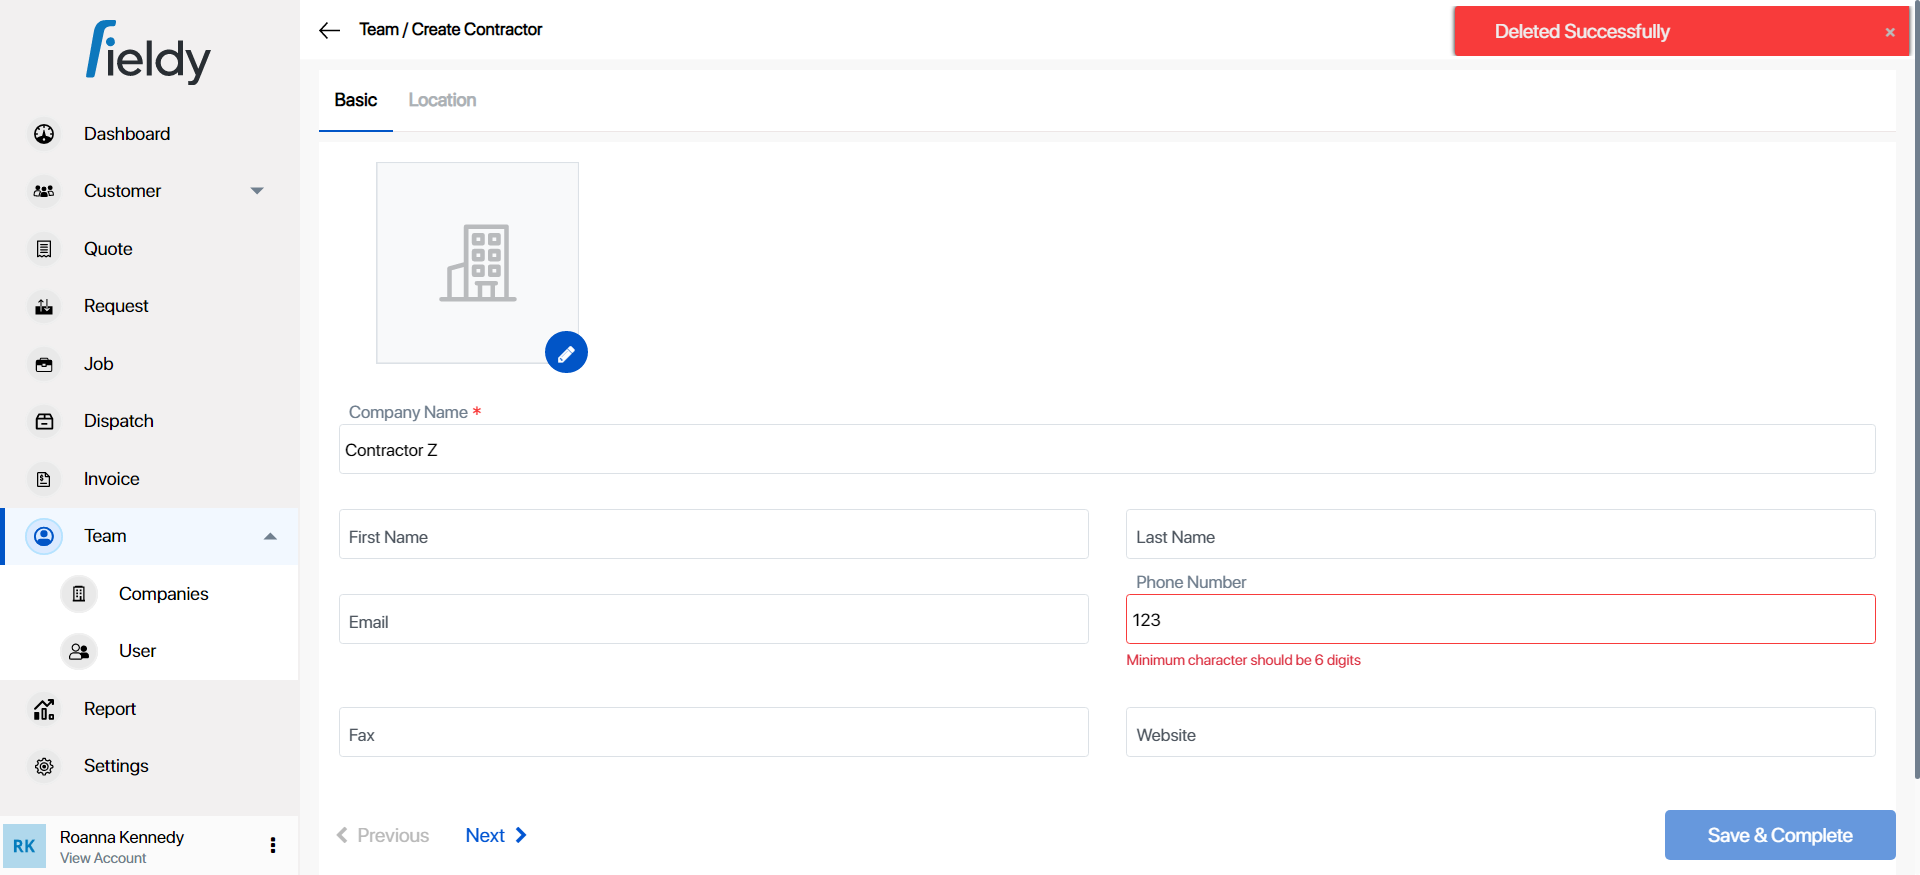 fieldy
Team / Create Contractor
Deleted Successfully ×
Basic Location
Dashboard
Customer
Quote
Request
Job
Dispatch
Invoice
Team
Companies
User
Report
Settings
RK
Roanna Kennedy
View Account
Company Name *
Contractor Z
First Name
Last Name
Email
Phone Number
123
Minimum character should be 6 digits
Fax
Website
Previous Next
Save & Complete